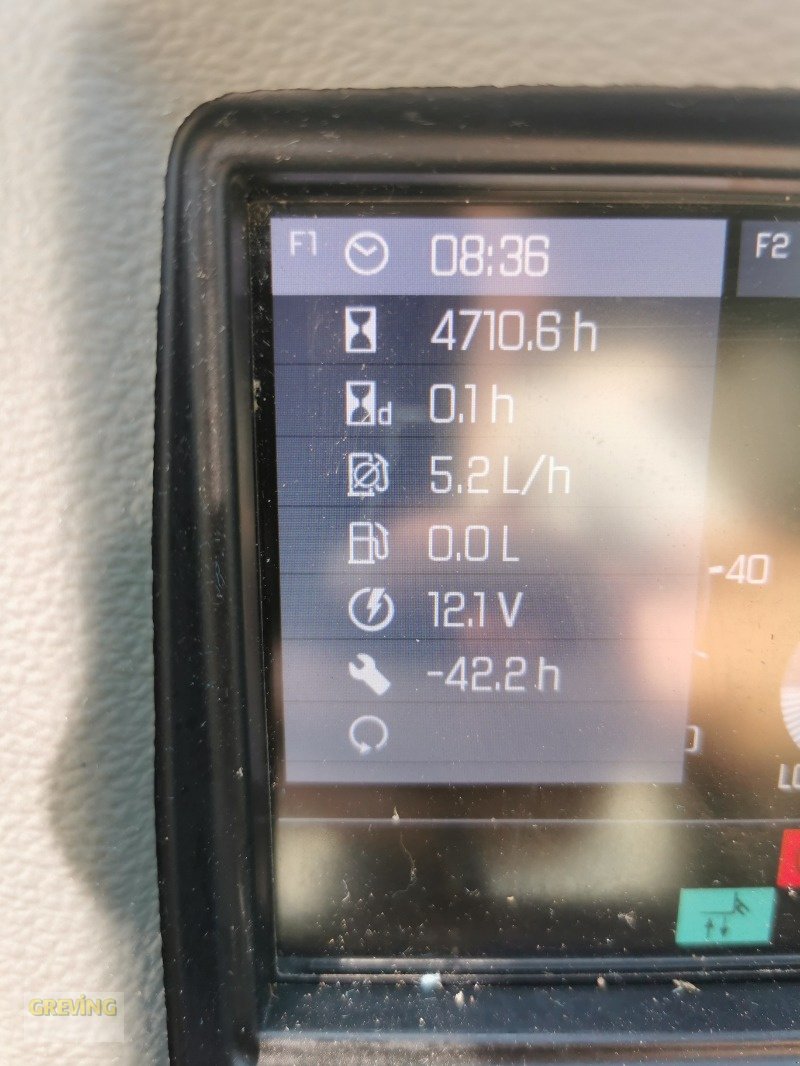 F1 08:36
F2
4710.6 h
d 0.1 h
5.2 L/h
0.0 L
-40
12.1 V
-42.2 h
GREVING